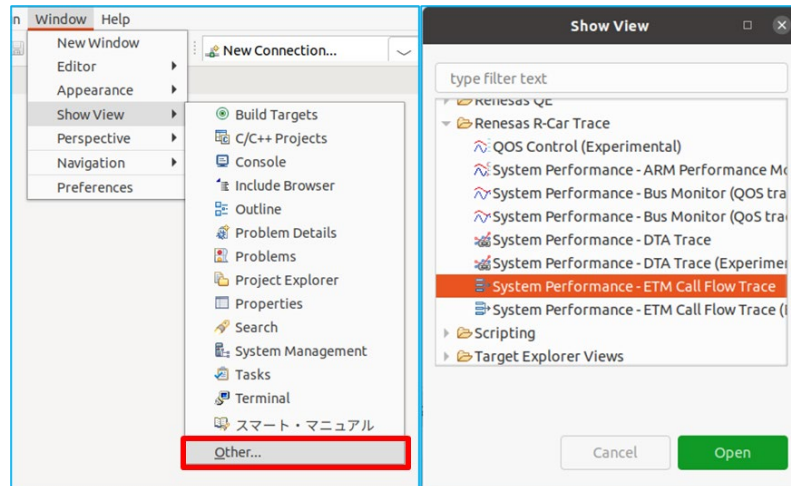 n Window Help
New Window
Editor
Appearance
Show View
Perspective
Navigation
Preferences
New Connection...
Build Targets
C/C++ Projects
Console
Include Browser
Outline
Problem Details
Problems
Project Explorer
Properties
Search
System Management
Tasks
Terminal
スマート・マニュアル
Other...
Show View
type filter text
Renesas QE
Renesas R-Car Trace
QOS Control (Experimental)
System Performance - ARM Performance Mo
System Performance - Bus Monitor (QOS tra
System Performance - Bus Monitor (QoS tra
System Performance - DTA Trace
System Performance - DTA Trace (Experimen
System Performance - ETM Call Flow Trace
System Performance - ETM Call Flow Trace (
Scripting
Target Explorer Views
Cancel
Open